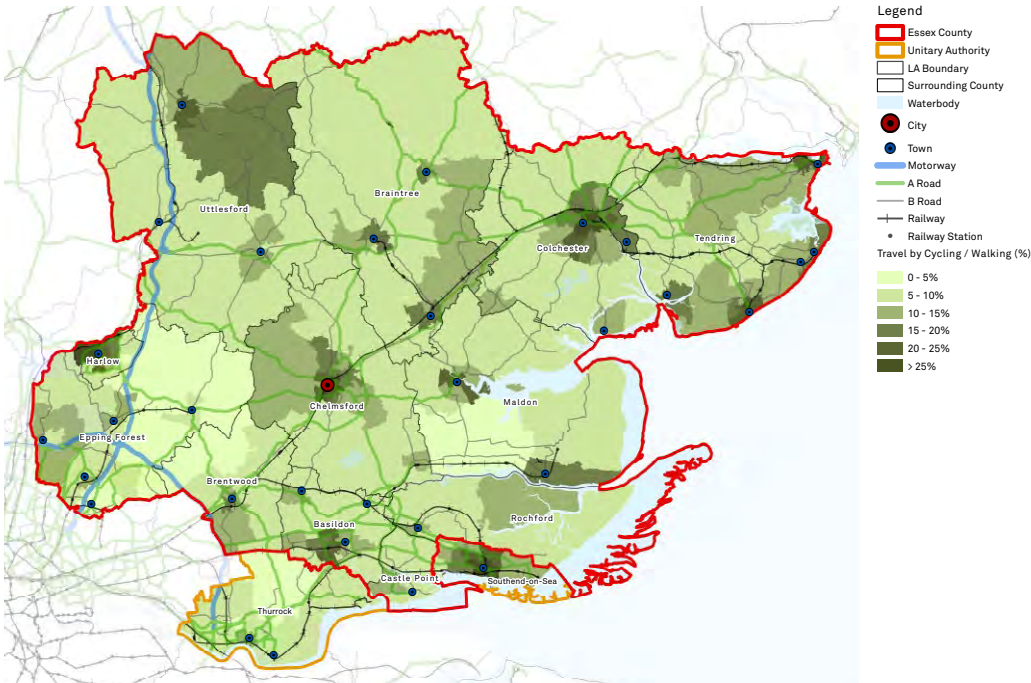 Legend
Essex County
Unitary Authority
LA Boundary
Surrounding County
Waterbody
City
Town
Motorway
A Road
B Road
Railway
Railway Station
Travel by Cycling / Walking (%)
0 - 5%
5 - 10%
10 - 15%
15 - 20%
20 - 25%
> 25%
Uttlesford
Braintree
Colchester
Tendring
Harlow
Chelmsford
Maldon
Epping Forest
Brentwood
Basildon
Rochford
Castle Point
Southend-on-Sea
Thurrock